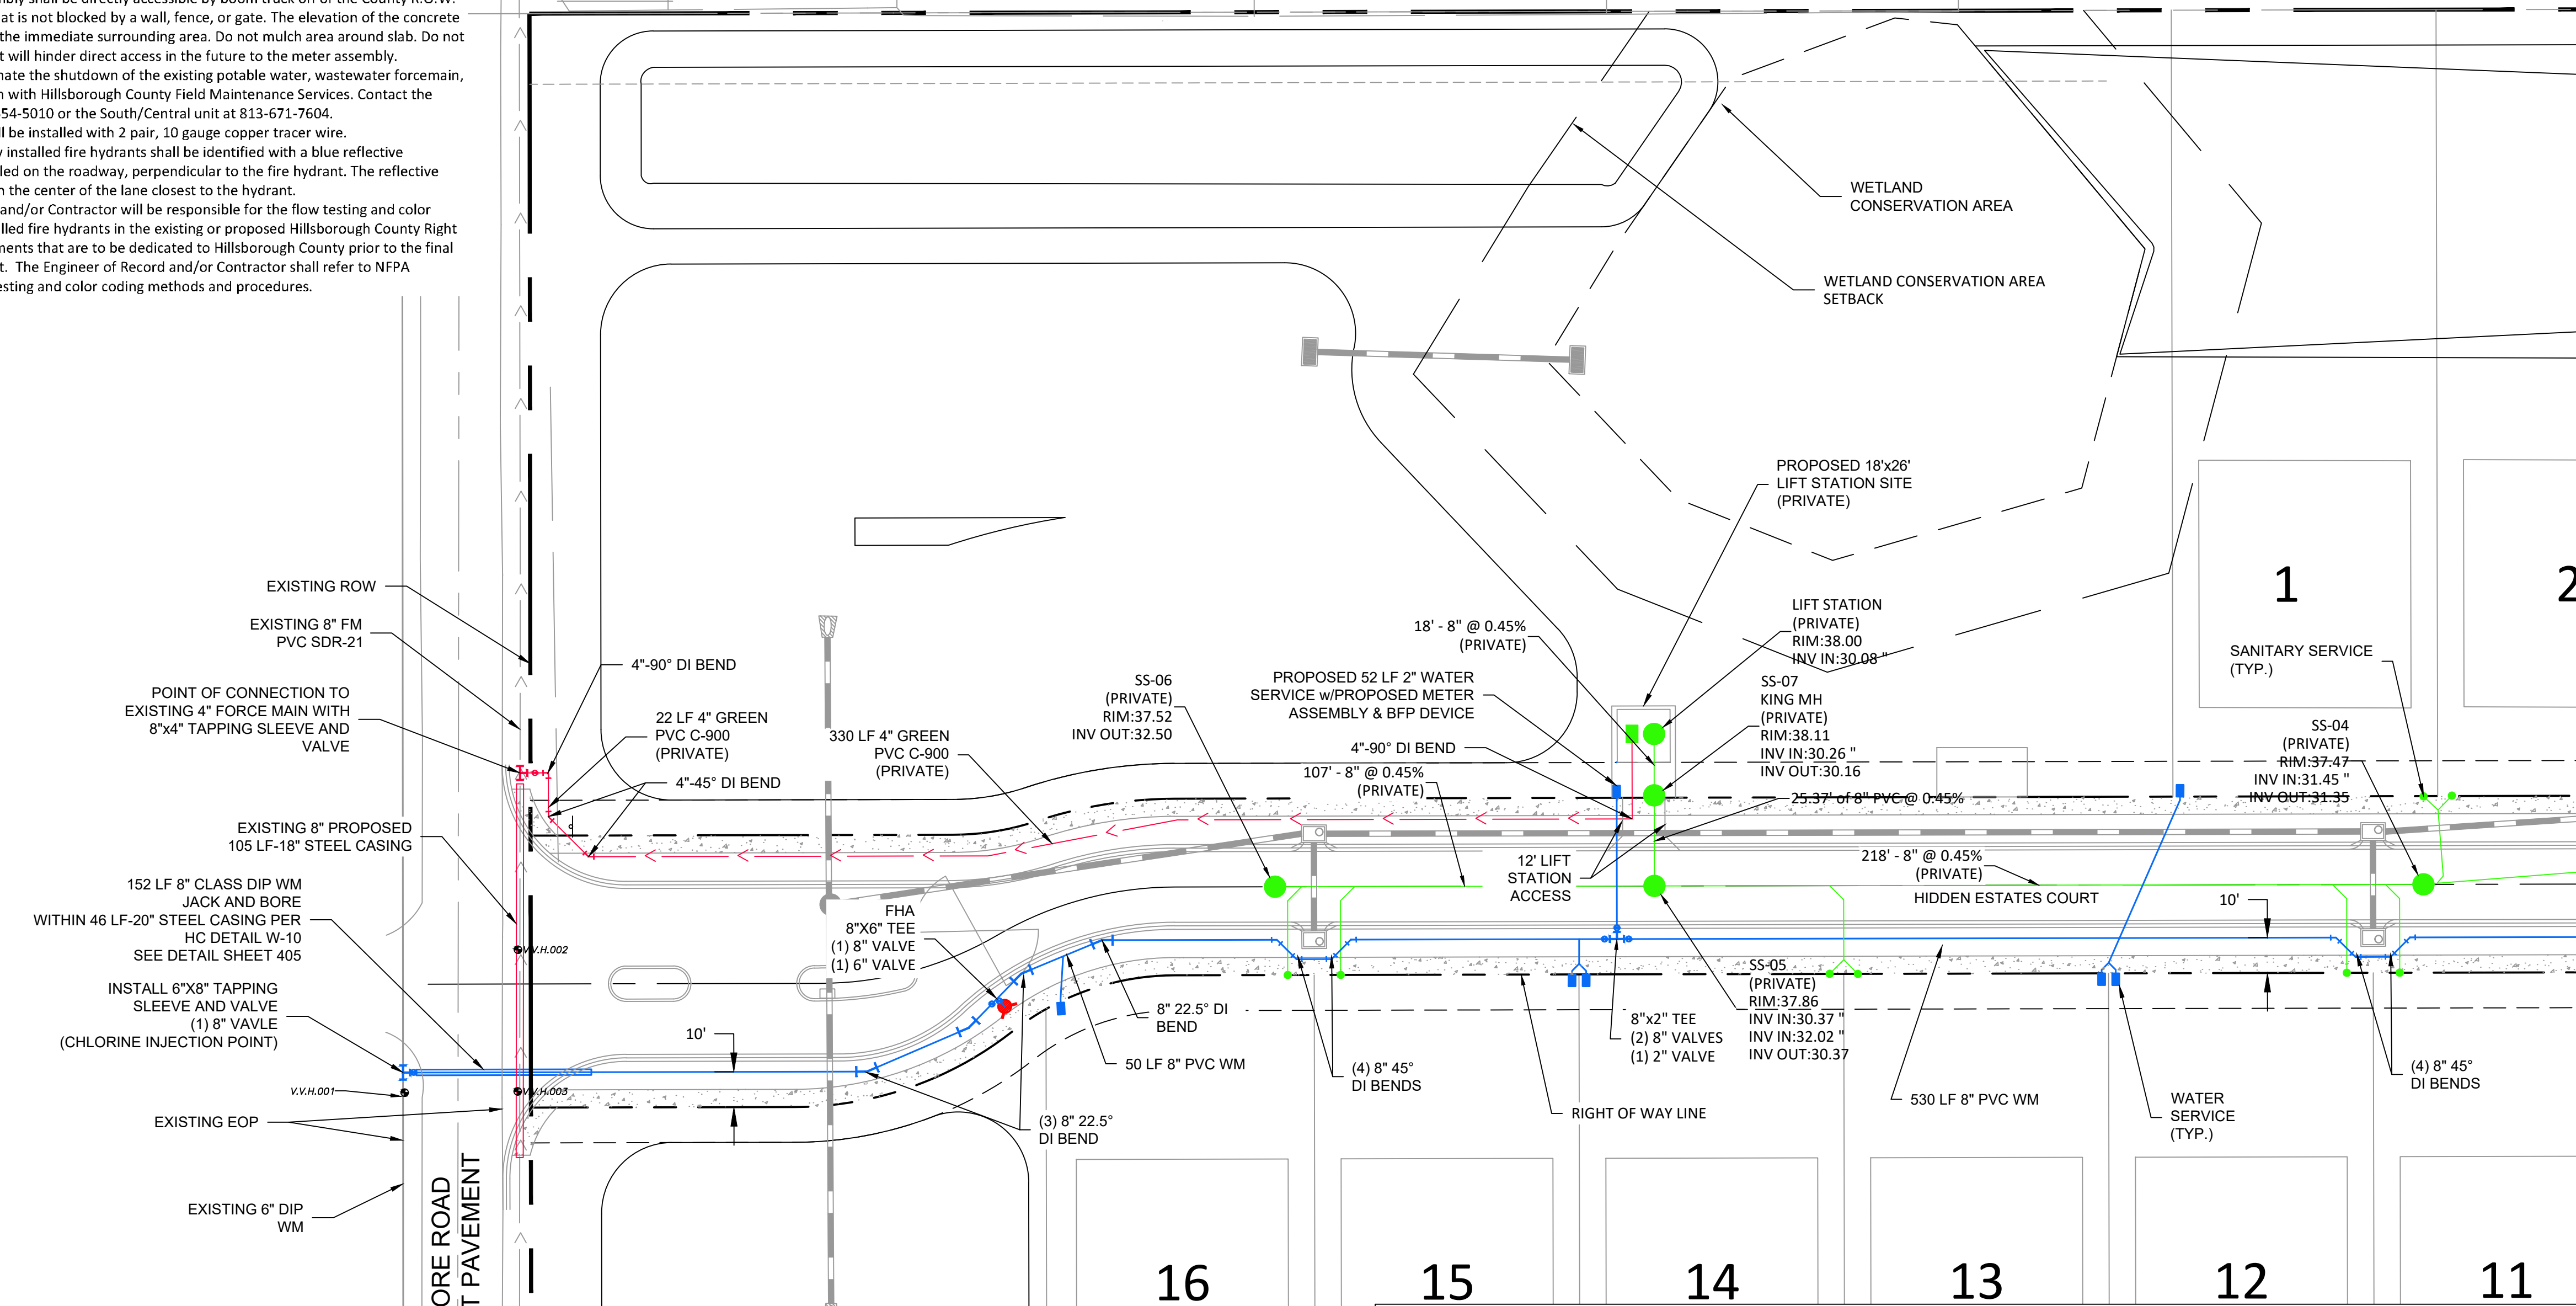 bly shall be directly accessible by boom truck on of the County R.O.W.
at is not blocked by a wall, fence, or gate. The elevation of the concrete
the immediate surrounding area. Do not mulch area around slab. Do not
t will hinder direct access in the future to the meter assembly.
nate the shutdown of the existing potable water, wastewater forcemain,
n with Hillsborough County Field Maintenance Services. Contact the
54-5010 or the South/Central unit at 813-671-7604.
ll be installed with 2 pair, 10 gauge copper tracer wire.
y installed fire hydrants shall be identified with a blue reflective
led on the roadway, perpendicular to the fire hydrant. The reflective
n the center of the lane closest to the hydrant.
and/or Contractor will be responsible for the flow testing and color
lled fire hydrants in the existing or proposed Hillsborough County Right
ments that are to be dedicated to Hillsborough County prior to the final
t. The Engineer of Record and/or Contractor shall refer to NFPA
esting and color coding methods and procedures.
WETLAND
CONSERVATION AREA
WETLAND CONSERVATION AREA
SETBACK
PROPOSED 18'x26'
LIFT STATION SITE
(PRIVATE)
EXISTING ROW
EXISTING 8" FM
PVC SDR-21
POINT OF CONNECTION TO
EXISTING 4" FORCE MAIN WITH
8"x4" TAPPING SLEEVE AND
VALVE
EXISTING 8" PROPOSED
105 LF-18" STEEL CASING
152 LF 8" CLASS DIP WM
JACK AND BORE
WITHIN 46 LF-20" STEEL CASING PER
HC DETAIL W-10
SEE DETAIL SHEET 405
INSTALL 6"X8" TAPPING
SLEEVE AND VALVE
(1) 8" VAVLE
(CHLORINE INJECTION POINT)
V.V.H.001
EXISTING EOP
EXISTING 6" DIP
WM
ORE ROAD
T PAVEMENT
V.V.H.002
V.V.H.003
4"-90° DI BEND
22 LF 4" GREEN
PVC C-900
(PRIVATE)
4"-45° DI BEND
330 LF 4" GREEN
PVC C-900
(PRIVATE)
SS-06
(PRIVATE)
RIM:37.52
INV OUT:32.50
18' - 8" @ 0.45%
(PRIVATE)
PROPOSED 52 LF 2" WATER
SERVICE w/PROPOSED METER
ASSEMBLY & BFP DEVICE
4"-90° DI BEND
107' - 8" @ 0.45%
(PRIVATE)
LIFT STATION
(PRIVATE)
RIM:38.00
INV IN:30.08 "
SS-07
KING MH
(PRIVATE)
RIM:38.11
INV IN:30.26 "
INV OUT:30.16
25.37' of 8" PVC @ 0.45%
12' LIFT
STATION
ACCESS
218' - 8" @ 0.45%
(PRIVATE)
HIDDEN ESTATES COURT
SANITARY SERVICE
(TYP.)
SS-04
(PRIVATE)
RIM:37.47
INV IN:31.45 "
INV OUT:31.35
10'
FHA
8"X6" TEE
(1) 8" VALVE
(1) 6" VALVE
10'
8" 22.5° DI
BEND
50 LF 8" PVC WM
(3) 8" 22.5°
DI BEND
(4) 8" 45°
DI BENDS
RIGHT OF WAY LINE
8"x2" TEE
(2) 8" VALVES
(1) 2" VALVE
SS-05
(PRIVATE)
RIM:37.86
INV IN:30.37 "
INV IN:32.02 "
INV OUT:30.37
530 LF 8" PVC WM
WATER
SERVICE
(TYP.)
(4) 8" 45°
DI BENDS
1
2
16
15
14
13
12
11